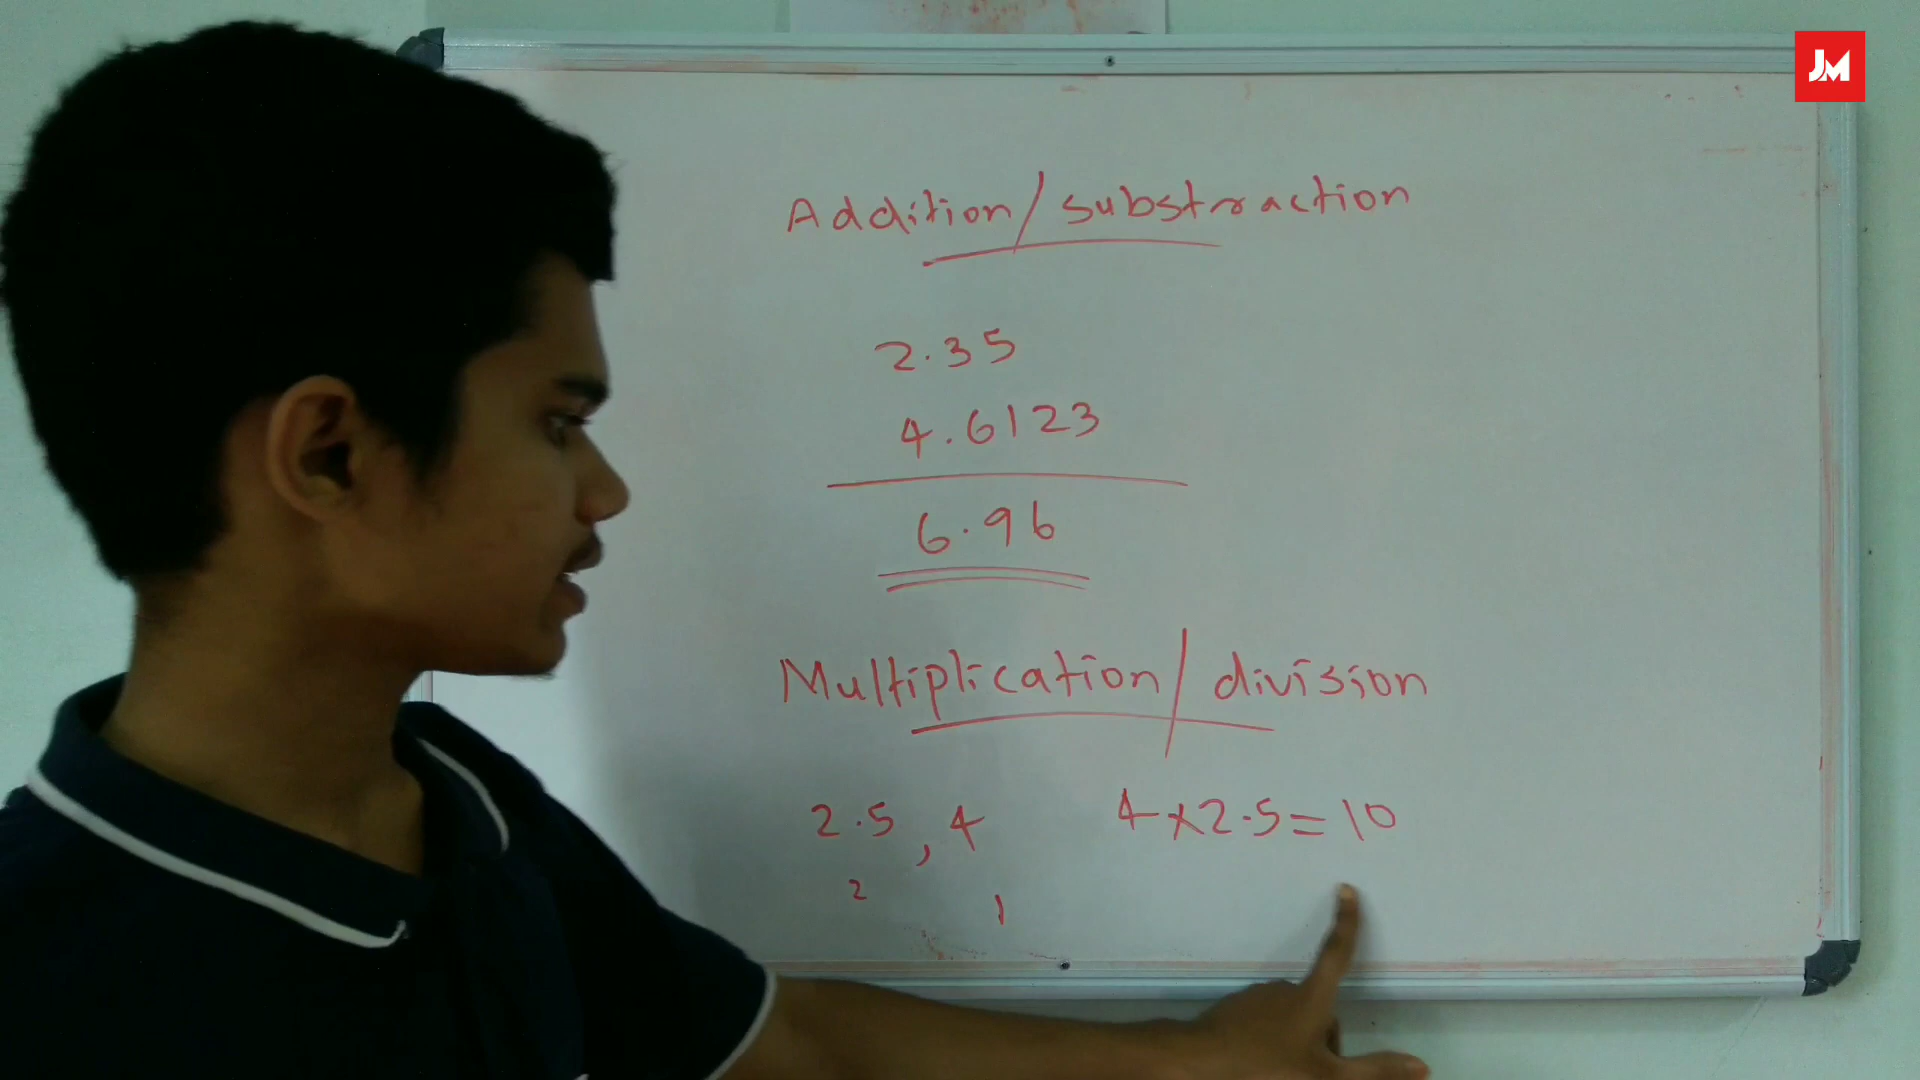 JM
Addition/substraction
2.35
4.6123
6.96
Multiplication/division
2.5, 4 4×2.5=10
2 1